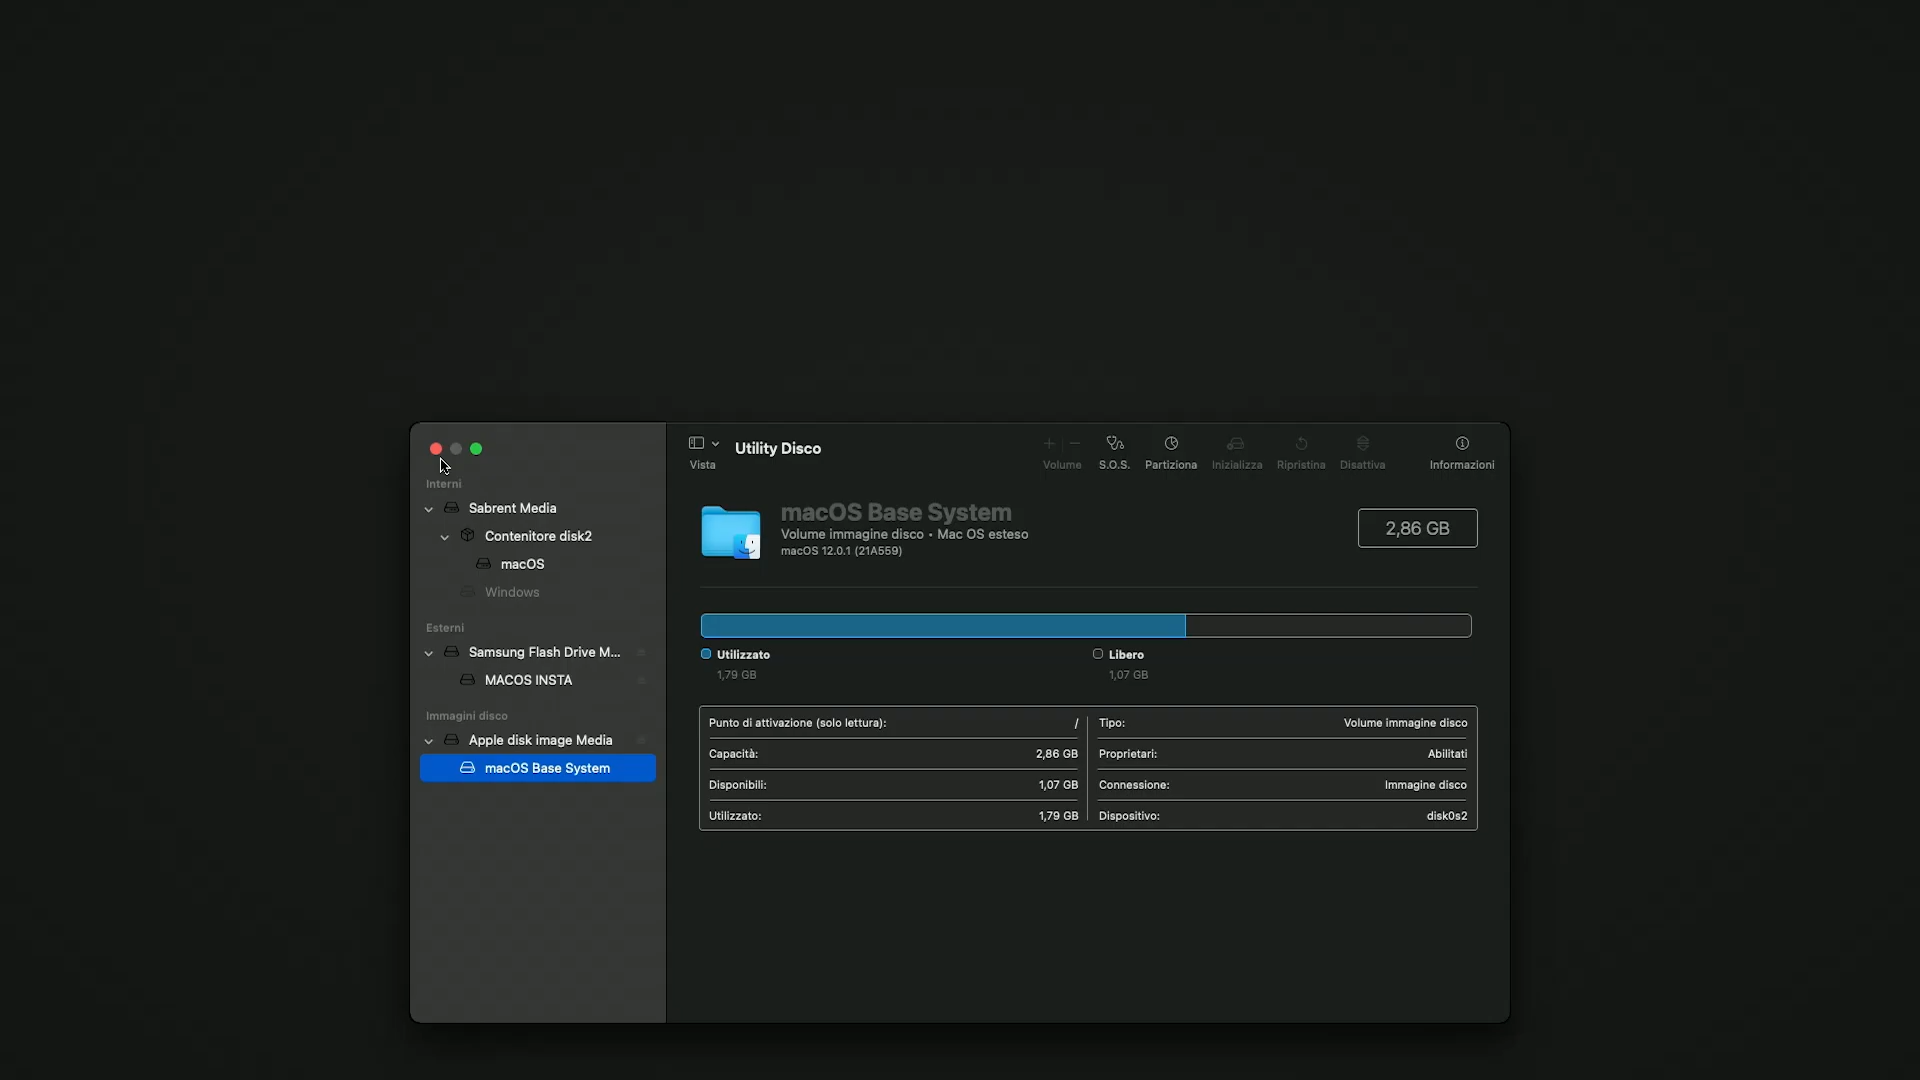 Utility Disco
Vista
Volume
S.O.S.
Partiziona
Inizializza
Ripristina
Disattiva
Informazioni
Interni
Sabrent Media
Contenitore disk2
macOS
Windows
Esterni
Samsung Flash Drive M...
MACOS INSTA
Immagini disco
Apple disk image Media
macOS Base System
macOS Base System
Volume immagine disco • Mac OS esteso
macOS 12.0.1 (21A559)
2,86 GB
Utilizzato
1,79 GB
Libero
1,07 GB
Punto di attivazione (solo lettura): /
Capacità: 2,86 GB
Disponibili: 1,07 GB
Utilizzato: 1,79 GB
Tipo: Volume immagine disco
Proprietari: Abilitati
Connessione: Immagine disco
Dispositivo: disk0s2